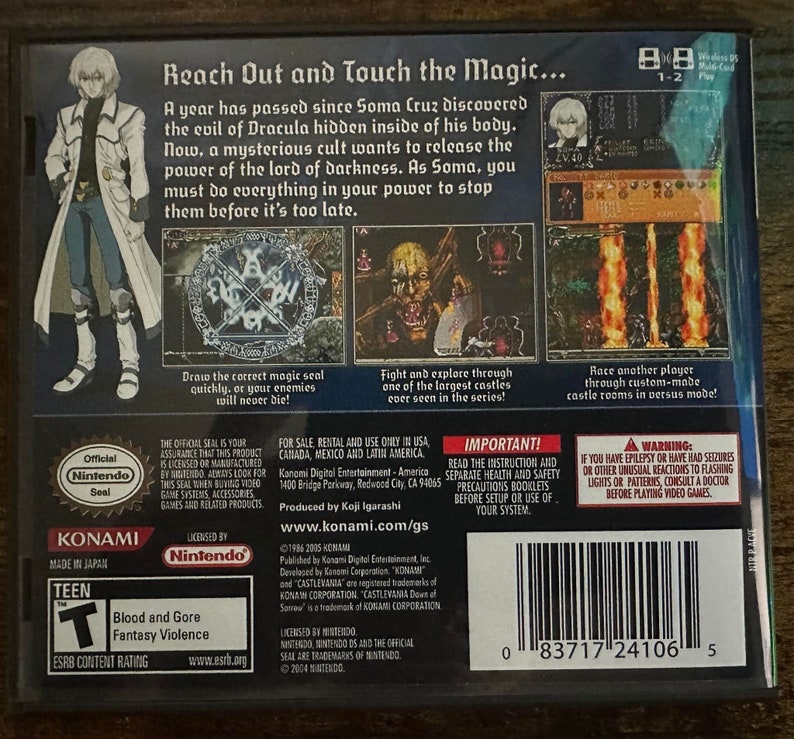 Reach Out and Touch the Magic...
Wireless DS
Multi-Card
Play
1-2
A year has passed since Soma Cruz discovered
the evil of Dracula hidden inside of his body.
Now, a mysterious cult wants to release the
power of the lord of darkness. As Soma, you
must do everything in your power to stop
them before it's too late.
SOMA
LV.40
Draw the correct magic seal
quickly, or your enemies
will never die!
Fight and explore through
one of the largest castles
ever seen in the series!
Race another player
through custom-made
castle rooms in versus mode!
Official
Nintendo
Seal
THE OFFICIAL SEAL IS YOUR
ASSURANCE THAT THIS PRODUCT
IS LICENSED OR MANUFACTURED
BY NINTENDO. ALWAYS LOOK FOR
THIS SEAL WHEN BUYING VIDEO
GAME SYSTEMS, ACCESSORIES,
GAMES AND RELATED PRODUCTS.
KONAMI
MADE IN JAPAN
LICENSED BY
Nintendo®
TEEN
T
™
Blood and Gore
Fantasy Violence
ESRB CONTENT RATING www.esrb.org
FOR SALE, RENTAL AND USE ONLY IN USA,
CANADA, MEXICO AND LATIN AMERICA.
Konami Digital Entertainment - America
1400 Bridge Parkway, Redwood City, CA 94065
Produced by Koji Igarashi
www.konami.com/gs
©1986 2005 KONAMI
Published by Konami Digital Entertainment, Inc.
Developed by Konami Corporation. "KONAMI"
and "CASTLEVANIA" are registered trademarks of
KONAMI CORPORATION. "CASTLEVANIA Dawn of
Sorrow" is a trademark of KONAMI CORPORATION.
LICENSED BY NINTENDO.
NINTENDO, NINTENDO DS AND THE OFFICIAL
SEAL ARE TRADEMARKS OF NINTENDO.
© 2004 NINTENDO.
IMPORTANT!
READ THE INSTRUCTION AND
SEPARATE HEALTH AND SAFETY
PRECAUTIONS BOOKLETS
BEFORE SETUP OR USE OF
YOUR SYSTEM.
WARNING:
IF YOU HAVE EPILEPSY OR HAVE HAD SEIZURES
OR OTHER UNUSUAL REACTIONS TO FLASHING
LIGHTS OR PATTERNS, CONSULT A DOCTOR
BEFORE PLAYING VIDEO GAMES.
NTR P ACVE
0 83717 24106 5